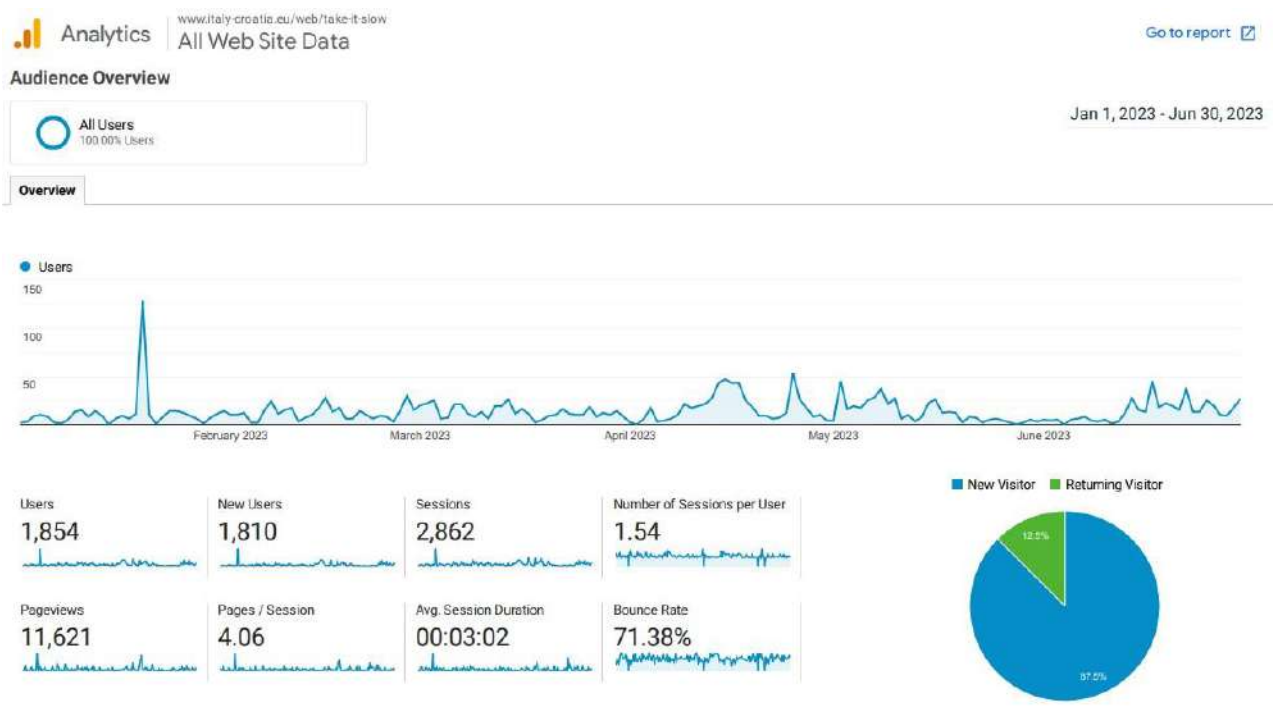 Analytics
www.italy-croatia.eu/web/take-it-slow
All Web Site Data
Go to report
Audience Overview
All Users
100.00% Users
Jan 1, 2023 - Jun 30, 2023
Overview
Users
150
100
50
February 2023
March 2023
April 2023
May 2023
June 2023
Users
1,854
New Users
1,810
Sessions
2,862
Number of Sessions per User
1.54
Pageviews
11,621
Pages / Session
4.06
Avg. Session Duration
00:03:02
Bounce Rate
71.38%
New Visitor
Returning Visitor
12.5%
87.5%